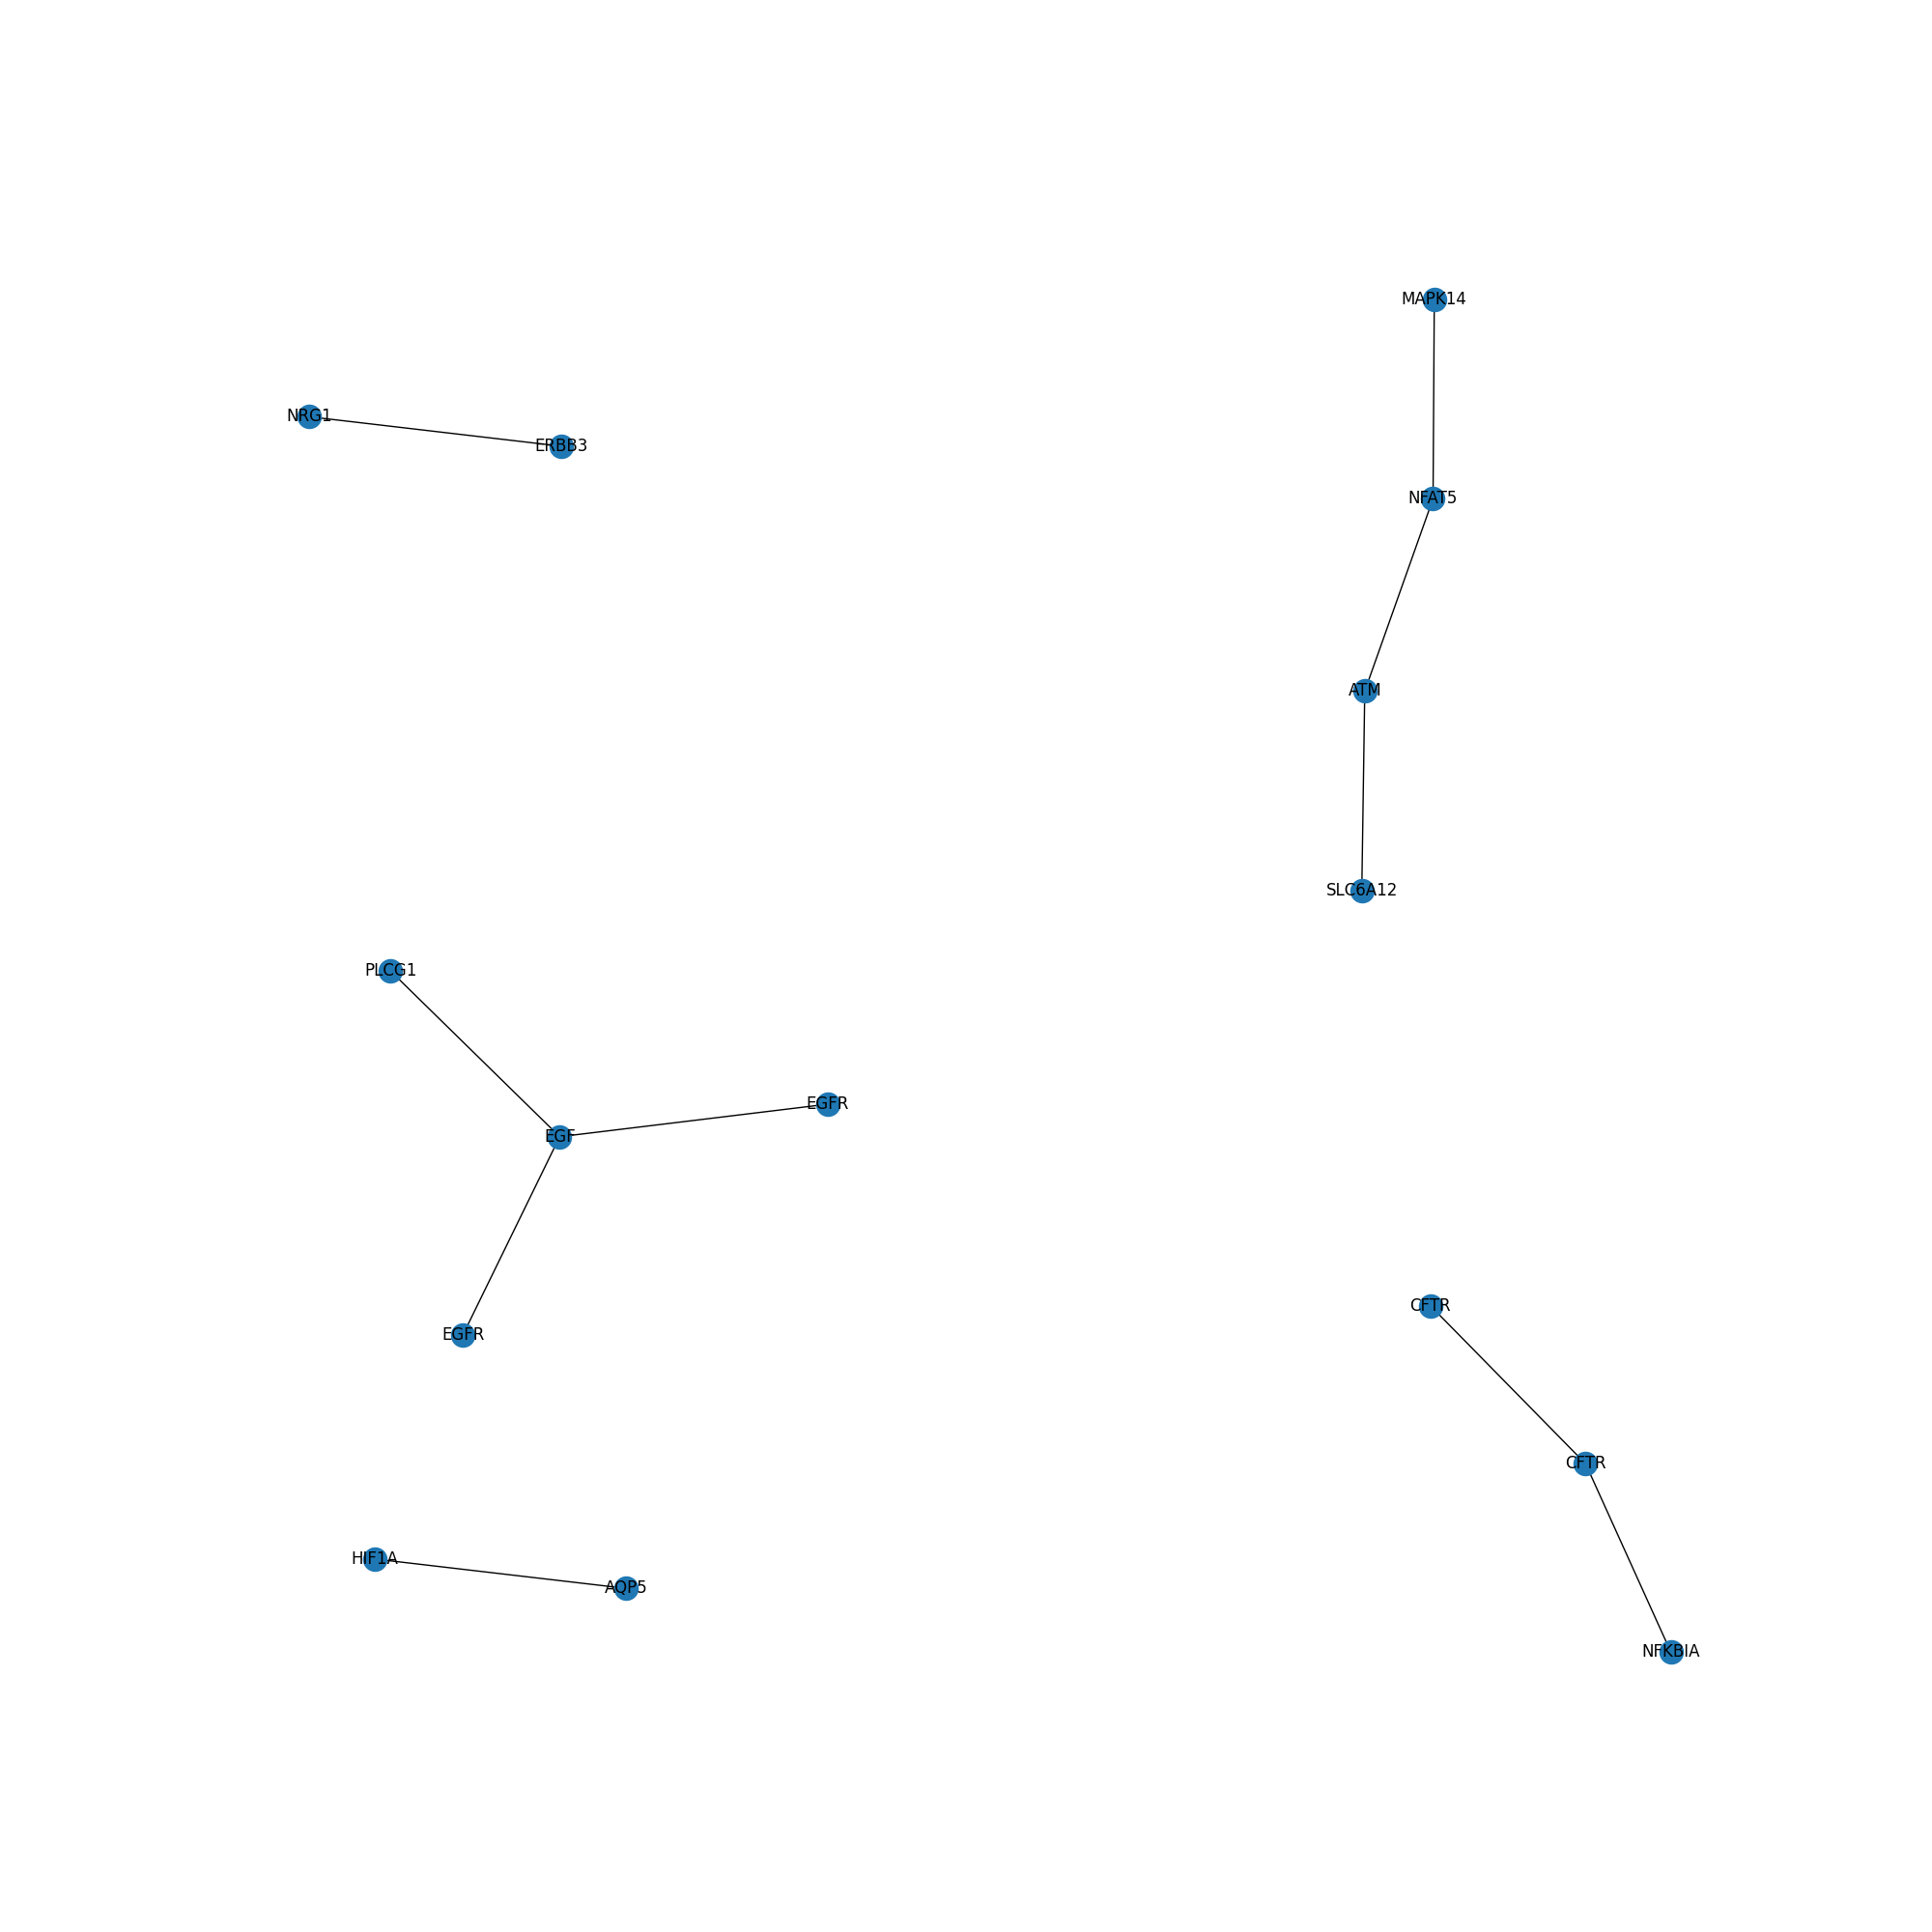 MAPK14
NRG1
ERBB3
NFAT5
ATM
SLC6A12
PLCG1
EGFR
EGF
CFTR
EGFR
CFTR
HIF1A
AQP5
NFKBIA